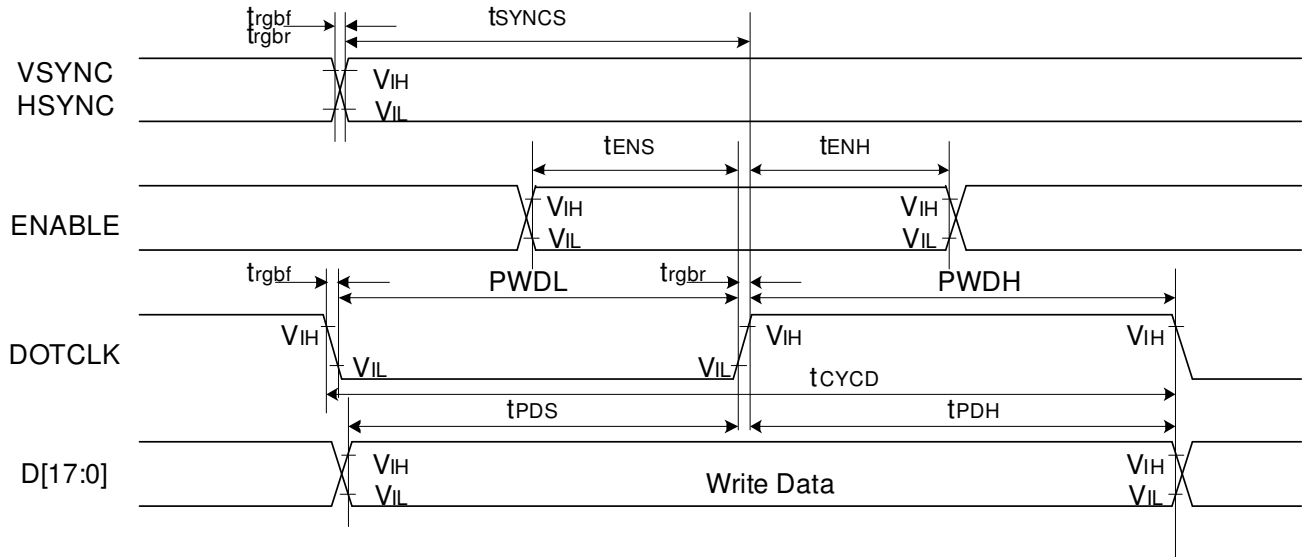 trgbf
trgbr
tSYNCS
VSYNC
HSYNC
VIH
VIL
tENS
tENH
ENABLE
VIH
VIL
VIH
VIL
trgbf
PWDL
trgbr
PWDH
DOTCLK
VIH
VIL
VIL
VIH
VIH
tCYCD
tPDS
tPDH
D[17:0]
VIH
VIL
Write Data
VIH
VIL